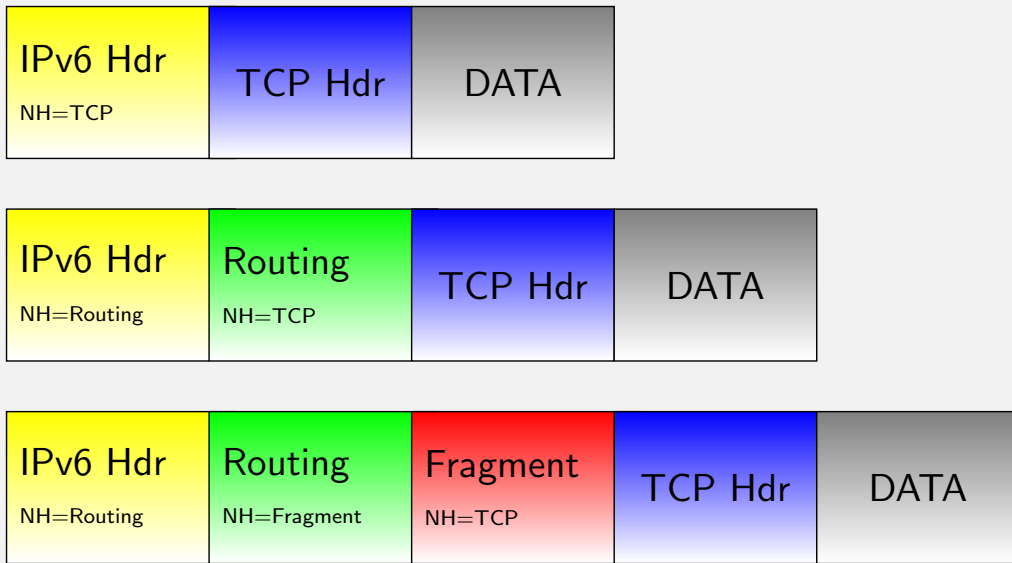 IPv6 Hdr
NH=TCP
TCP Hdr
DATA
IPv6 Hdr
NH=Routing
Routing
NH=TCP
TCP Hdr
DATA
IPv6 Hdr
NH=Routing
Routing
NH=Fragment
Fragment
NH=TCP
TCP Hdr
DATA